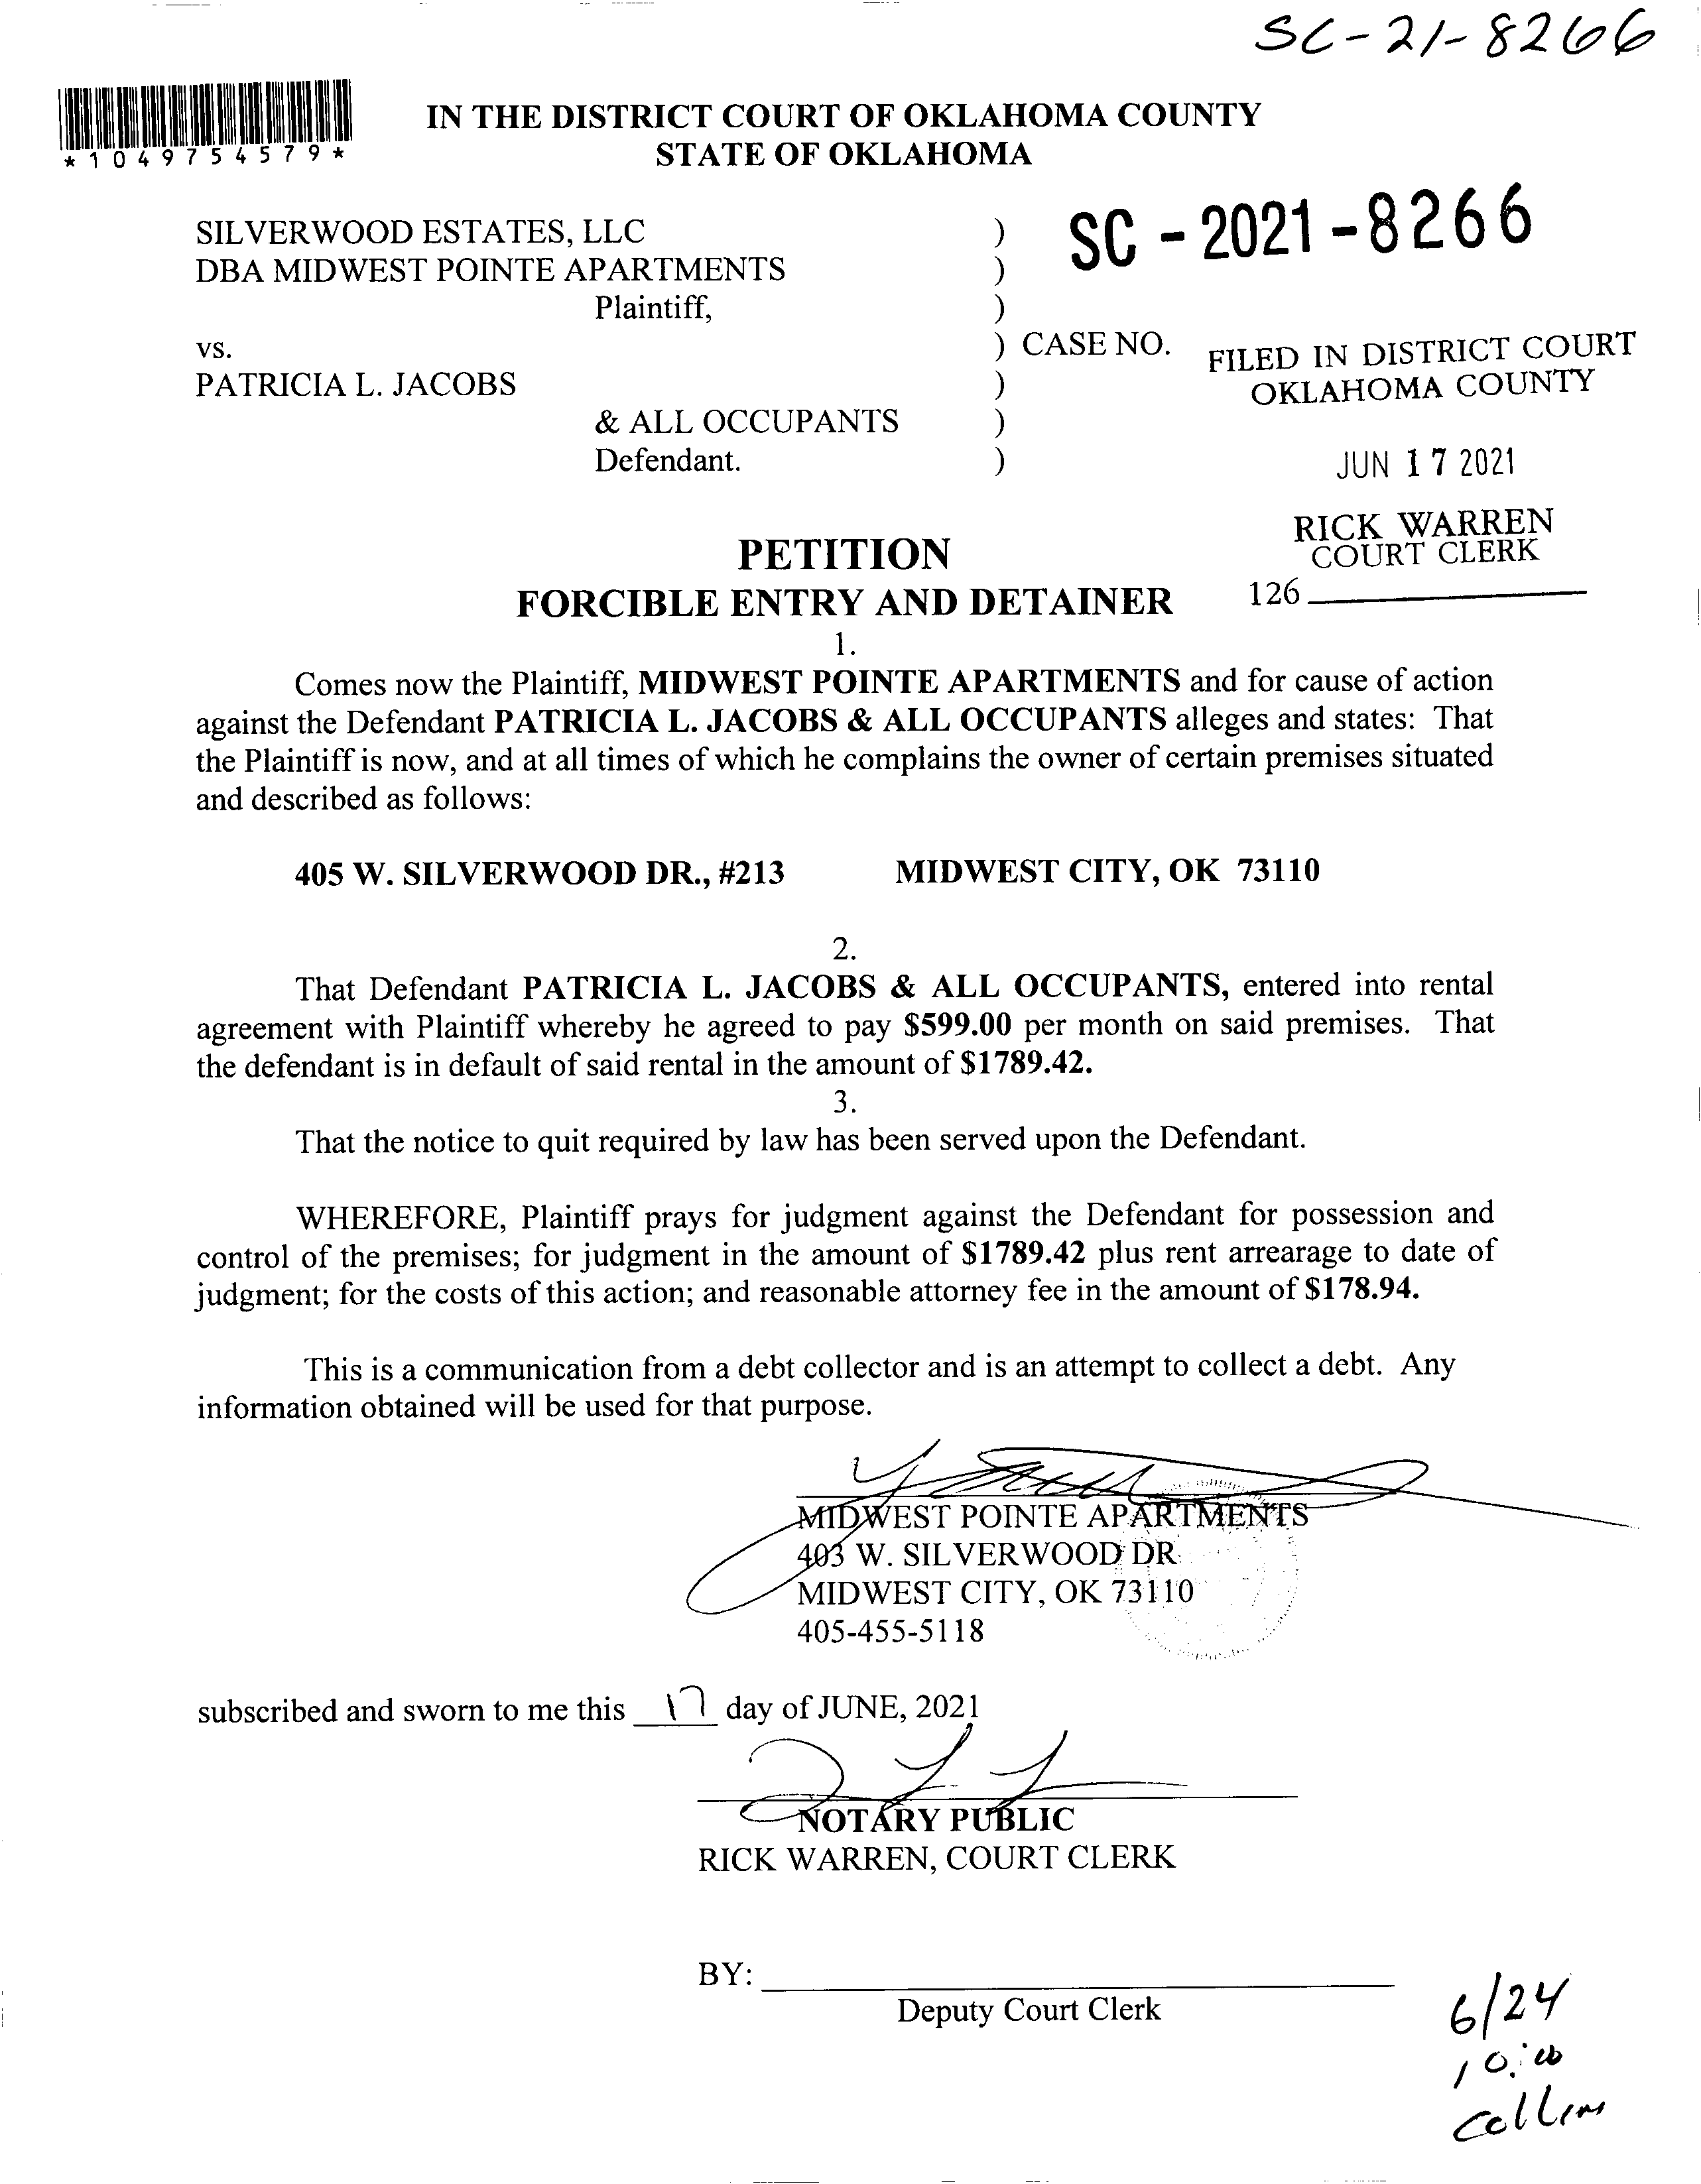 SC-21-8266
*1049754579*
IN THE DISTRICT COURT OF OKLAHOMA COUNTY
STATE OF OKLAHOMA
SILVERWOOD ESTATES, LLC )
DBA MIDWEST POINTE APARTMENTS )
Plaintiff, )
SC - 2021 - 8266
vs. ) CASE NO.
PATRICIA L. JACOBS )
& ALL OCCUPANTS )
Defendant. )
FILED IN DISTRICT COURT
OKLAHOMA COUNTY
JUN 17 2021
RICK WARREN
COURT CLERK
126
PETITION
FORCIBLE ENTRY AND DETAINER
1.
Comes now the Plaintiff, MIDWEST POINTE APARTMENTS and for cause of action
against the Defendant PATRICIA L. JACOBS & ALL OCCUPANTS alleges and states: That
the Plaintiff is now, and at all times of which he complains the owner of certain premises situated
and described as follows:
405 W. SILVERWOOD DR., #213 MIDWEST CITY, OK 73110
2.
That Defendant PATRICIA L. JACOBS & ALL OCCUPANTS, entered into rental
agreement with Plaintiff whereby he agreed to pay $599.00 per month on said premises. That
the defendant is in default of said rental in the amount of $1789.42.
3.
That the notice to quit required by law has been served upon the Defendant.
WHEREFORE, Plaintiff prays for judgment against the Defendant for possession and
control of the premises; for judgment in the amount of $1789.42 plus rent arrearage to date of
judgment; for the costs of this action; and reasonable attorney fee in the amount of $178.94.
This is a communication from a debt collector and is an attempt to collect a debt. Any
information obtained will be used for that purpose.
MIDWEST POINTE APARTMENTS
403 W. SILVERWOOD DR
MIDWEST CITY, OK 73110
405-455-5118
subscribed and sworn to me this 17 day of JUNE, 2021
NOTARY PUBLIC
RICK WARREN, COURT CLERK
BY:
Deputy Court Clerk
6/24
10:00
Collins